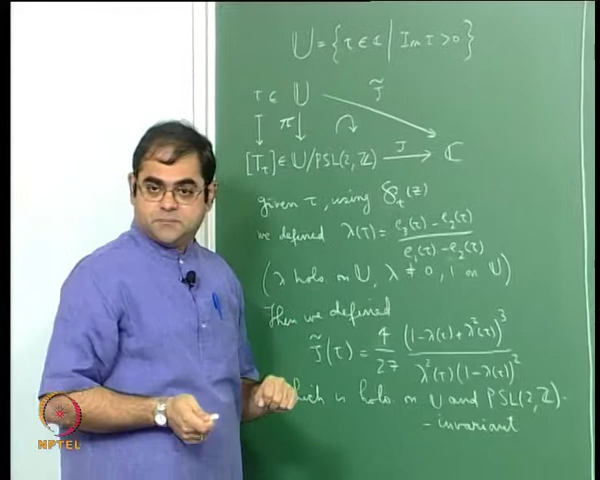 𝕌 = {τ ∈ ℂ | Im τ > 0}
τ ∈ 𝕌 J̃
π
[T_τ] ∈ 𝕌/PSL(2, ℤ) J ℂ
given τ, using ℘_τ(z)
we defined λ(τ) = (e₃(τ) − e₂(τ)) / (e₁(τ) − e₂(τ))
(λ holo on 𝕌, λ ≠ 0, 1 on 𝕌)
Then we defined
J̃(τ) = 4/27 (1 − λ(τ) + λ²(τ))³ / λ²(τ)(1 − λ(τ))²
which is holo. on 𝕌 and PSL(2, ℤ) -
- invariant
NPTEL